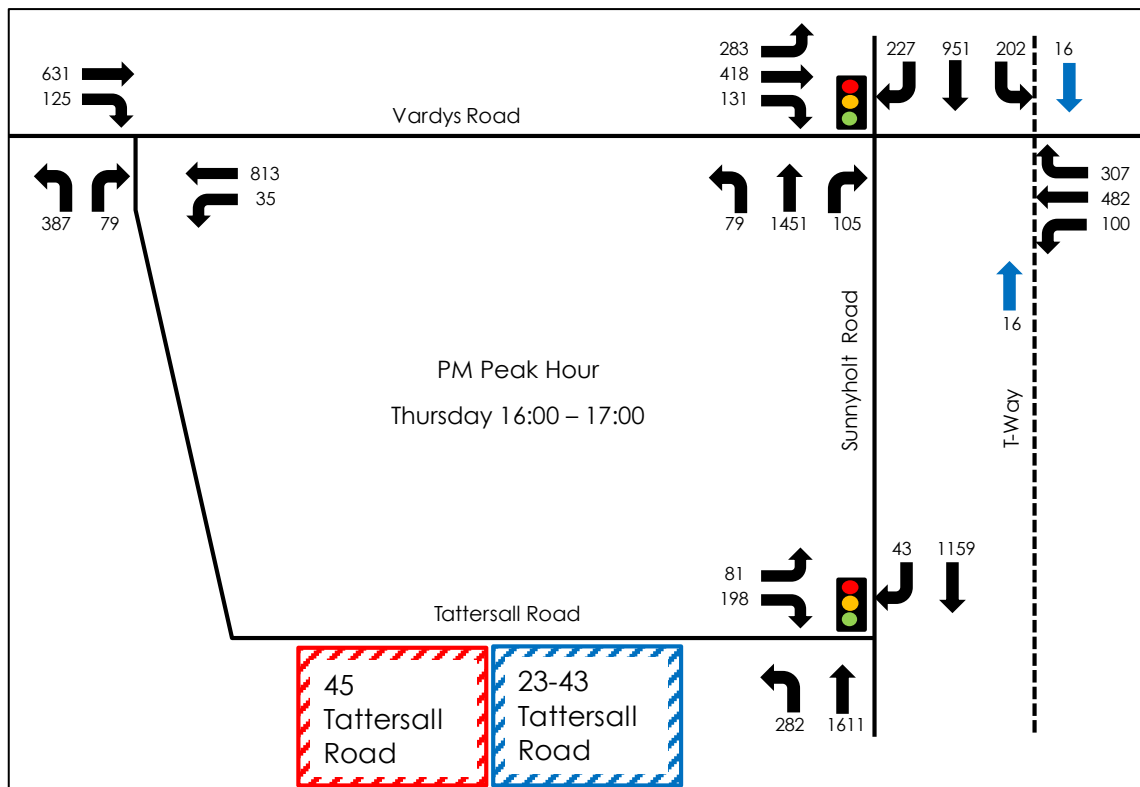 283
227
951
202
16
631
418
125
131
Vardys Road
813
35
387
79
79
1451
105
307
482
100
16
Sunnyholt Road
T-Way
PM Peak Hour
Thursday 16:00 – 17:00
43
1159
81
198
Tattersall Road
45
Tattersall
Road
23-43
Tattersall
Road
282
1611